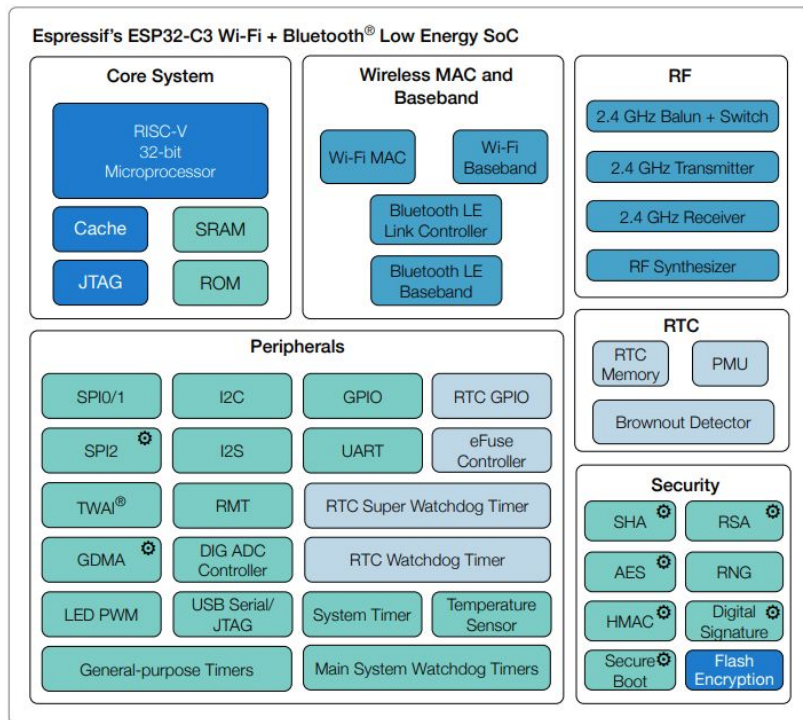 Espressif's ESP32-C3 Wi-Fi + Bluetooth® Low Energy SoC
Core System
RISC-V
32-bit
Microprocessor
Cache
SRAM
JTAG
ROM
Wireless MAC and
Baseband
Wi-Fi MAC
Wi-Fi
Baseband
Bluetooth LE
Link Controller
Bluetooth LE
Baseband
RF
2.4 GHz Balun + Switch
2.4 GHz Transmitter
2.4 GHz Receiver
RF Synthesizer
RTC
RTC
Memory
PMU
Brownout Detector
Peripherals
SPI0/1
I2C
GPIO
RTC GPIO
SPI2
I2S
UART
eFuse
Controller
TWAI®
RMT
RTC Super Watchdog Timer
GDMA
DIG ADC
Controller
RTC Watchdog Timer
LED PWM
USB Serial/
JTAG
System Timer
Temperature
Sensor
General-purpose Timers
Main System Watchdog Timers
Security
SHA
RSA
AES
RNG
HMAC
Digital
Signature
Secure
Boot
Flash
Encryption